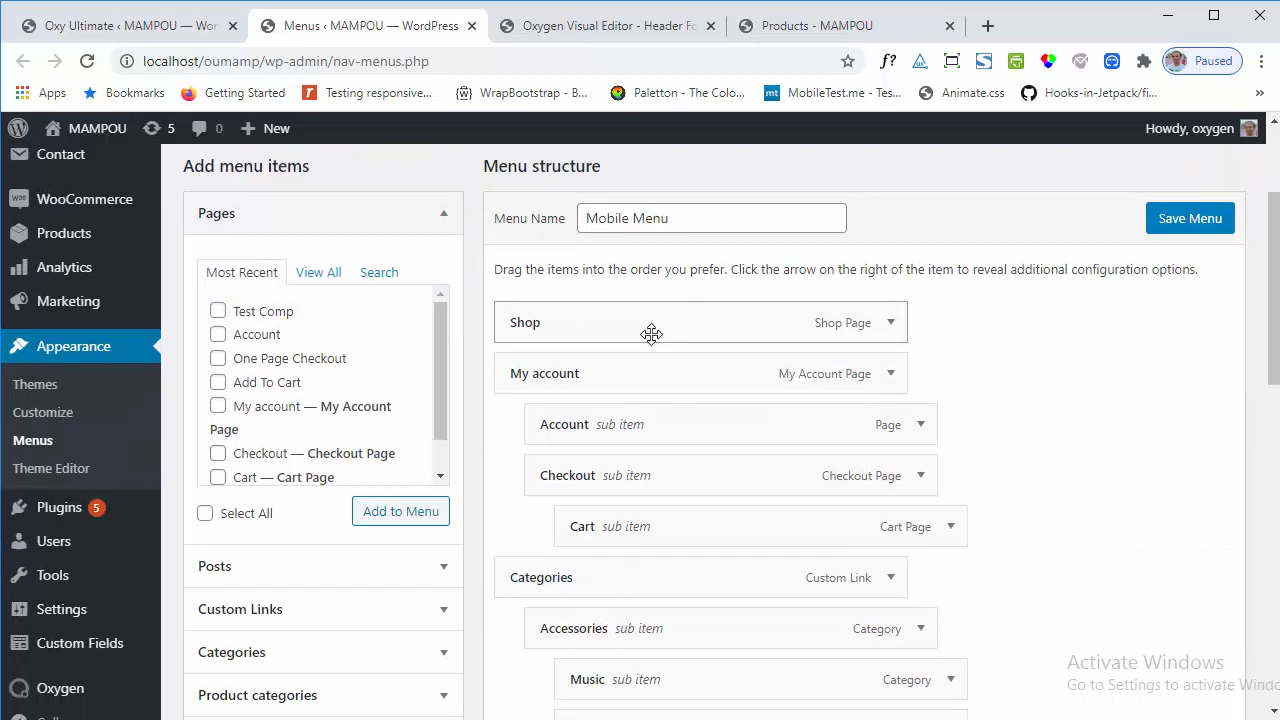 Oxy Ultimate ‹ MAMPOU — Wor
Menus ‹ MAMPOU — WordPress
Oxygen Visual Editor - Header Fo
Products - MAMPOU
localhost/oumamp/wp-admin/nav-menus.php
f?
Paused
Apps
Bookmarks
Getting Started
Testing responsive...
WrapBootstrap - B...
Paletton - The Colo...
mt
MobileTest.me - Tes...
Animate.css
Hooks-in-Jetpack/fi...
»
MAMPOU
5
0
New
Howdy, oxygen
Contact
WooCommerce
Products
Analytics
Marketing
Appearance
Themes
Customize
Menus
Theme Editor
Plugins 5
Users
Tools
Settings
Custom Fields
Oxygen
Add menu items
Pages
Most Recent
View All
Search
Test Comp
Account
One Page Checkout
Add To Cart
My account — My Account
Page
Checkout — Checkout Page
Cart — Cart Page
Select All
Add to Menu
Posts
Custom Links
Categories
Product categories
Menu structure
Menu Name
Mobile Menu
Save Menu
Drag the items into the order you prefer. Click the arrow on the right of the item to reveal additional configuration options.
Shop
Shop Page
My account
My Account Page
Account sub item
Page
Checkout sub item
Checkout Page
Cart sub item
Cart Page
Categories
Custom Link
Accessories sub item
Category
Music sub item
Category
Activate Windows
Go to Settings to activate Windo